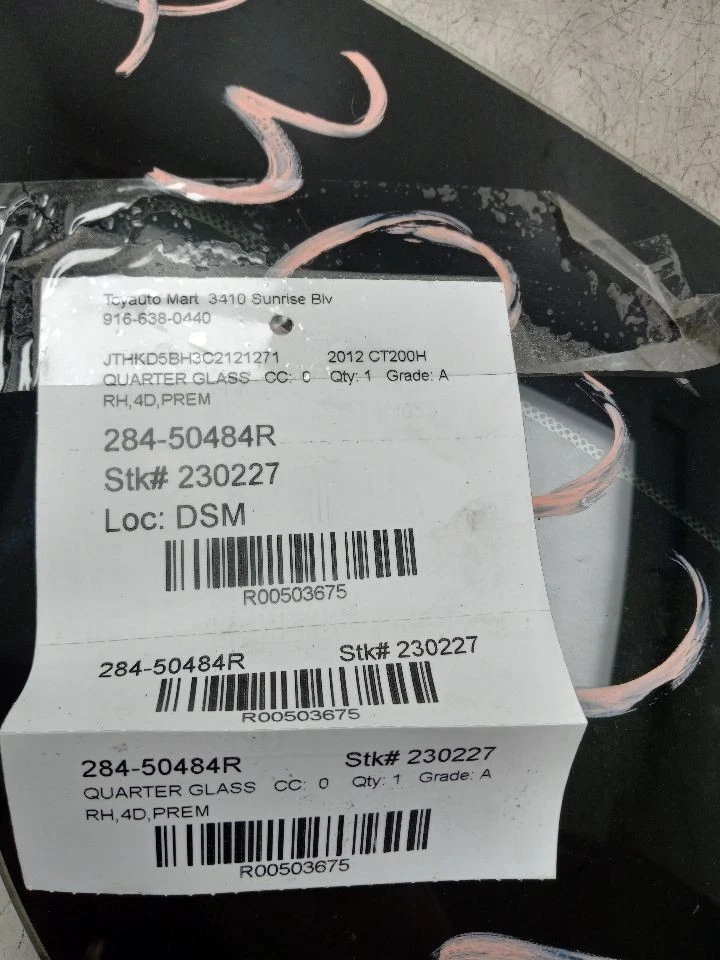 Toyauto Mart 3410 Sunrise Blv
916-638-0440
JTHKD5BH3C2121271 2012 CT200H
QUARTER GLASS CC: 0 Qty: 1 Grade: A
RH,4D,PREM
284-50484R
Stk# 230227
Loc: DSM
R00503675
284-50484R Stk# 230227
R00503675
284-50484R Stk# 230227
QUARTER GLASS CC: 0 Qty: 1 Grade: A
RH,4D,PREM
R00503675